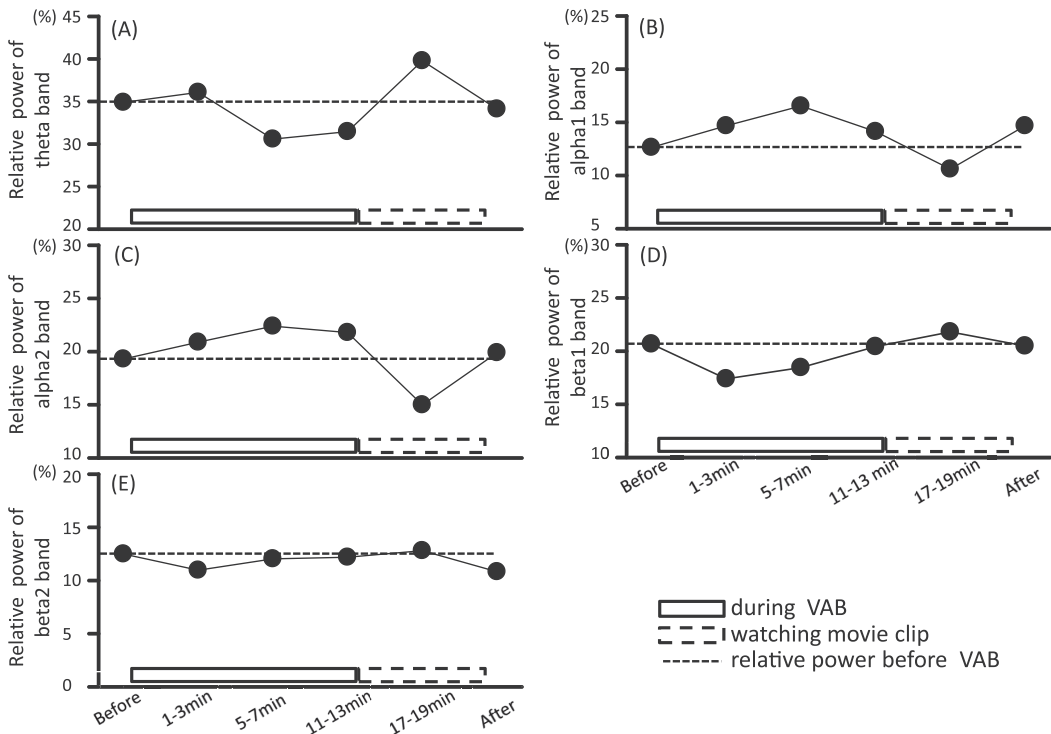 (%)
45
40
35
30
25
20
(A)
Relative power of
theta band
(%)
25
20
15
10
5
(B)
Relative power of
alpha1 band
(%)
30
25
20
15
10
(C)
Relative power of
alpha2 band
(%)
30
25
20
15
10
(D)
Relative power of
beta1 band
Before
1-3min
5-7min
11-13 min
17-19min
After
(%)
20
15
10
5
0
(E)
Relative power of
beta2 band
Before
1-3min
5-7min
11-13min
17-19min
After
during VAB
watching movie clip
relative power before VAB